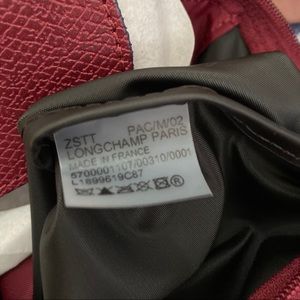 ZSTT PAC/M/02
LONGCHAMP PARIS
MADE IN FRANCE
5700001107/00310/0001
L1899619C87